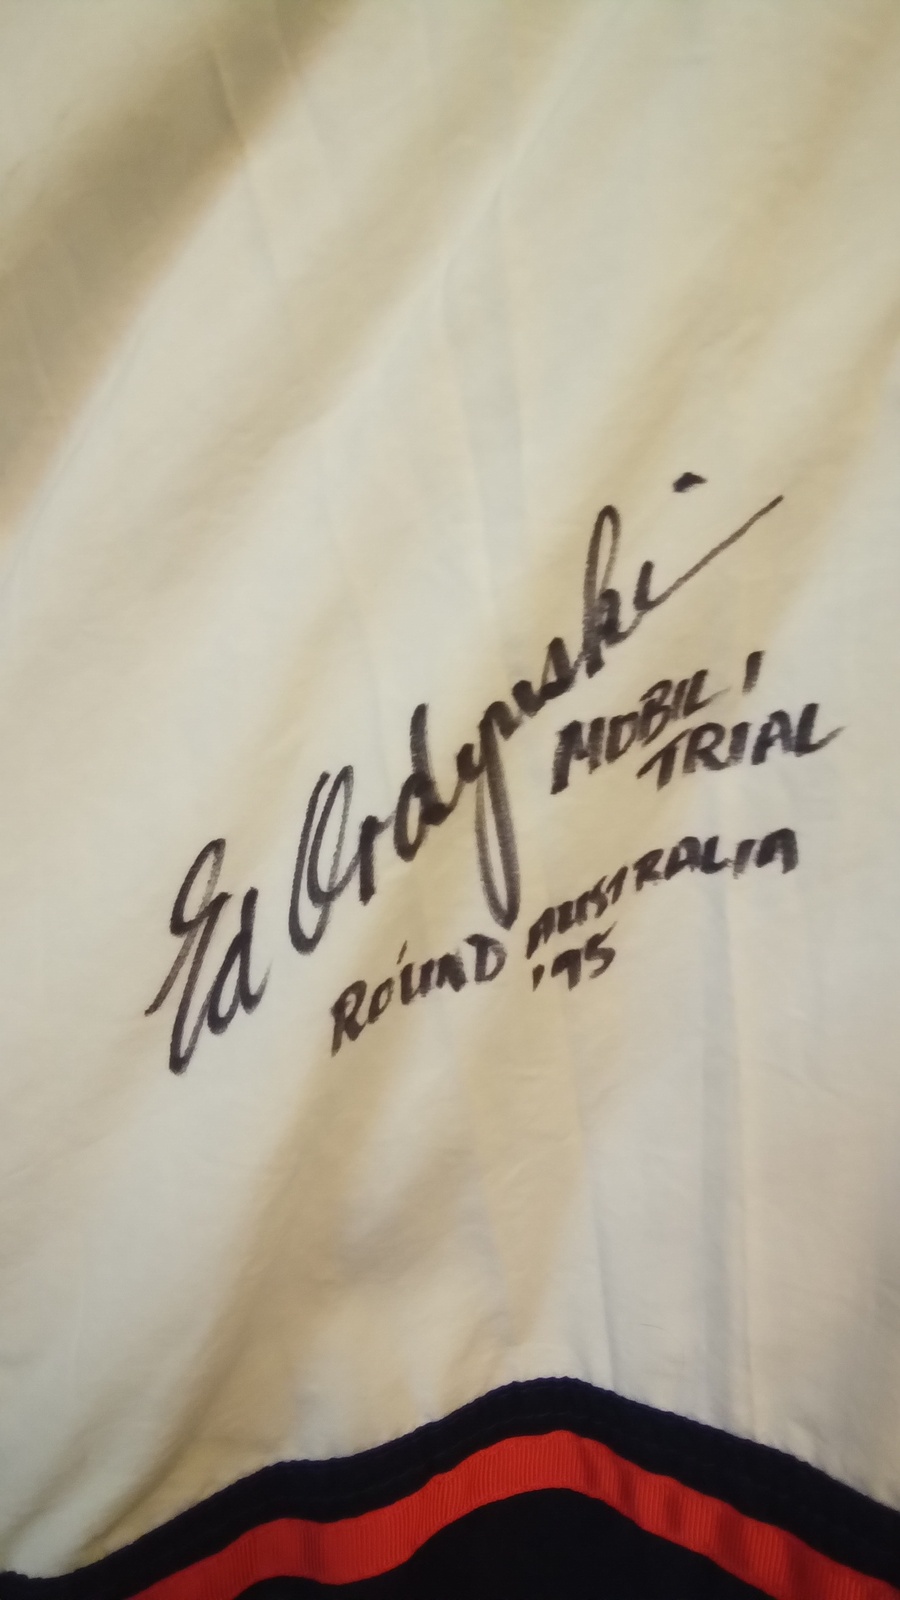 Ed Ordynski
MOBIL 1
TRIAL
ROUND AUSTRALIA
'95